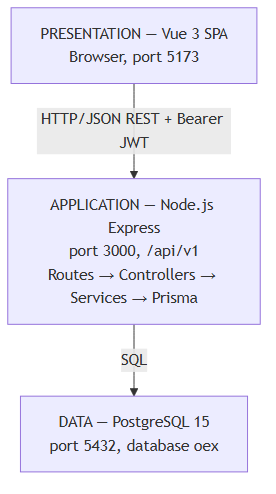 PRESENTATION — Vue 3 SPA
Browser, port 5173
HTTP/JSON REST + Bearer
JWT
APPLICATION — Node.js
Express
port 3000, /api/v1
Routes → Controllers →
Services → Prisma
SQL
DATA — PostgreSQL 15
port 5432, database oex